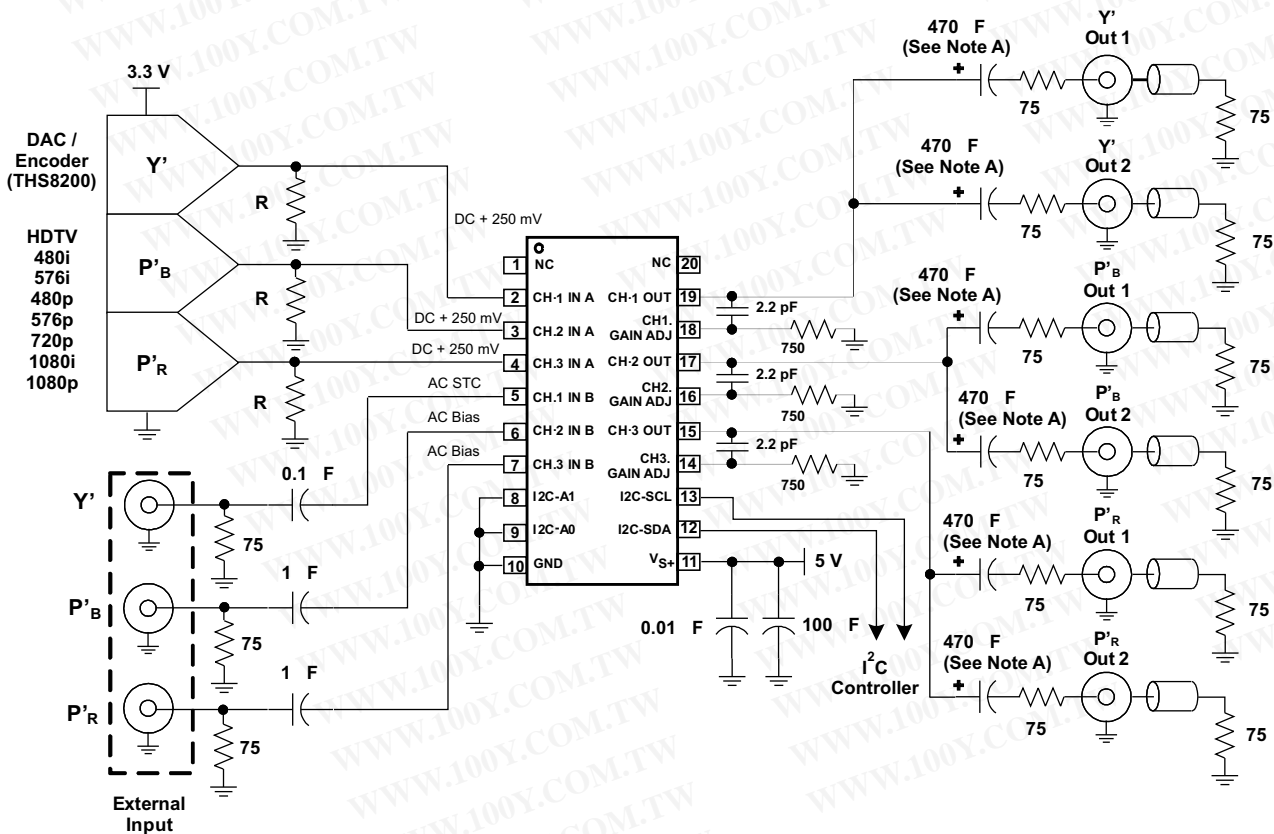 3.3 V
DAC /
Encoder
(THS8200)
HDTV
480i
576i
480p
576p
720p
1080i
1080p
Y'
P'B
P'R
R
R
R
DC + 250 mV
DC + 250 mV
DC + 250 mV
AC STC
AC Bias
AC Bias
Y'
P'B
P'R
75
75
75
0.1 F
1 F
1 F
External
Input
1 NC
2 CH·1 IN A
3 CH.2 IN A
4 CH.3 IN A
5 CH.1 IN B
6 CH·2 IN B
7 CH.3 IN B
8 I2C-A1
9 I2C-A0
10 GND
NC 20
CH·1 OUT 19
CH1. GAIN ADJ 18
CH-2 OUT 17
CH2. GAIN ADJ 16
CH·3 OUT 15
CH3. GAIN ADJ 14
I2C-SCL 13
I2C-SDA 12
VS+ 11
2.2 pF
750
2.2 pF
750
2.2 pF
750
5 V
0.01 F
100 F
I2C
Controller
470 F
(See Note A)
+
75
Y'
Out 1
75
470 F
(See Note A)
+
75
Y'
Out 2
75
470 F
(See Note A)
+
75
P'B
Out 1
75
470 F
(See Note A)
+
75
P'B
Out 2
75
470 F
(See Note A)
+
75
P'R
Out 1
75
470 F
(See Note A)
+
75
P'R
Out 2
75
WWW.100Y.COM.TW